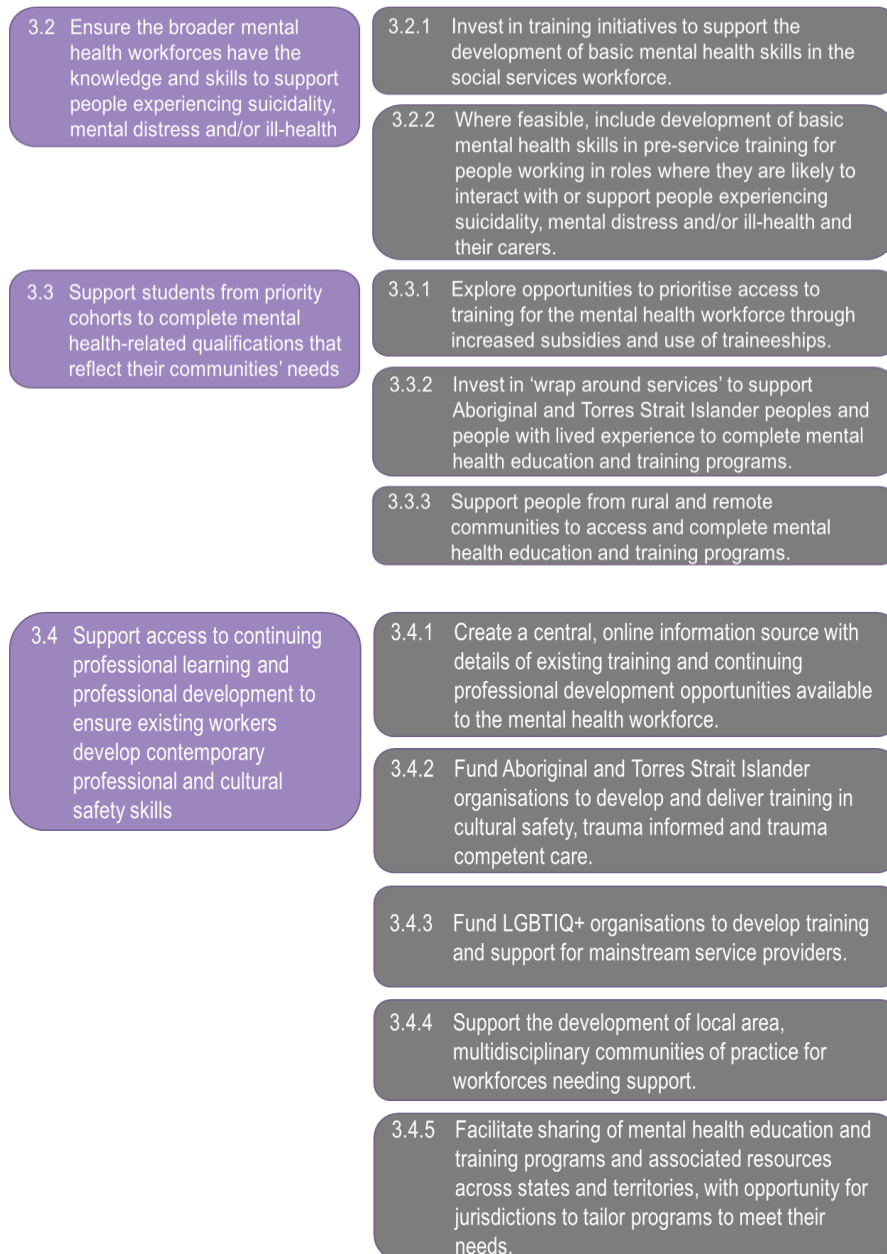 3.2 Ensure the broader mental
health workforces have the
knowledge and skills to support
people experiencing suicidality,
mental distress and/or ill-health
3.2.1 Invest in training initiatives to support the
development of basic mental health skills in the
social services workforce.
3.2.2 Where feasible, include development of basic
mental health skills in pre-service training for
people working in roles where they are likely to
interact with or support people experiencing
suicidality, mental distress and/or ill-health and
their carers.
3.3 Support students from priority
cohorts to complete mental
health-related qualifications that
reflect their communities’ needs
3.3.1 Explore opportunities to prioritise access to
training for the mental health workforce through
increased subsidies and use of traineeships.
3.3.2 Invest in ‘wrap around services’ to support
Aboriginal and Torres Strait Islander peoples and
people with lived experience to complete mental
health education and training programs.
3.3.3 Support people from rural and remote
communities to access and complete mental
health education and training programs.
3.4 Support access to continuing
professional learning and
professional development to
ensure existing workers
develop contemporary
professional and cultural
safety skills
3.4.1 Create a central, online information source with
details of existing training and continuing
professional development opportunities available
to the mental health workforce.
3.4.2 Fund Aboriginal and Torres Strait Islander
organisations to develop and deliver training in
cultural safety, trauma informed and trauma
competent care.
3.4.3 Fund LGBTIQ+ organisations to develop training
and support for mainstream service providers.
3.4.4 Support the development of local area,
multidisciplinary communities of practice for
workforces needing support.
3.4.5 Facilitate sharing of mental health education and
training programs and associated resources
across states and territories, with opportunity for
jurisdictions to tailor programs to meet their
needs.